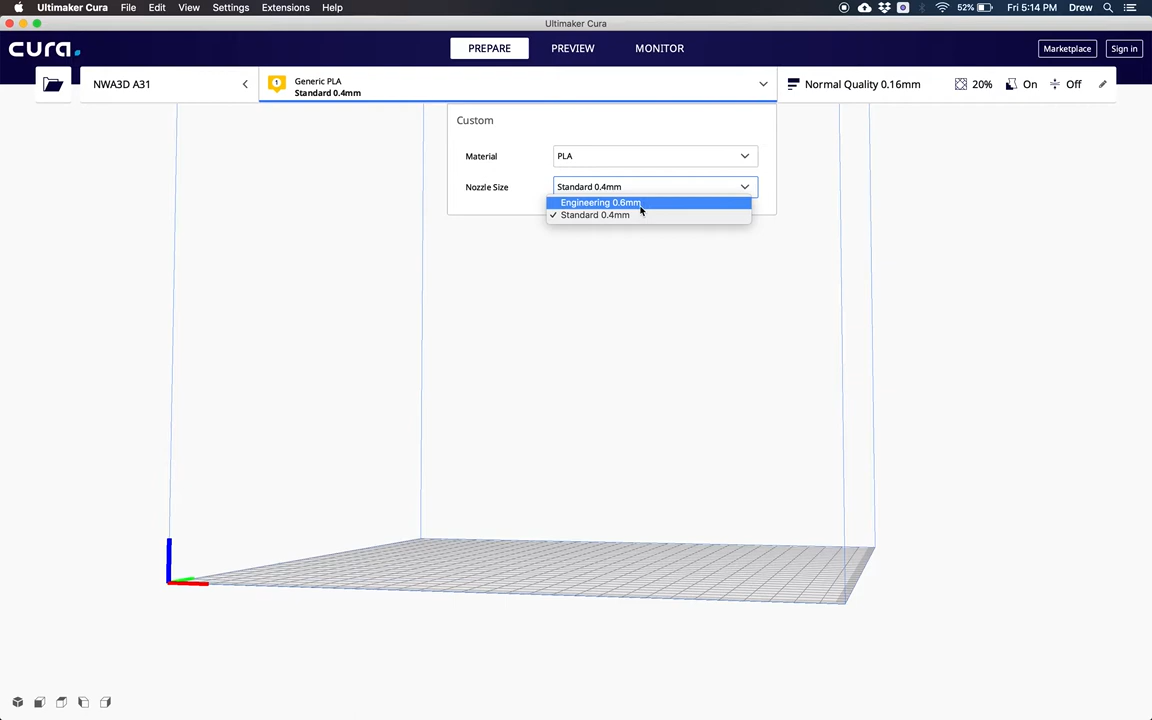 Ultimaker Cura File Edit View Settings Extensions Help 52% Fri 5:14 PM Drew
Ultimaker Cura
cura. PREPARE PREVIEW MONITOR Marketplace Sign in
NWA3D A31 1 Generic PLA Normal Quality 0.16mm 20% On Off
Standard 0.4mm
Custom
Material PLA
Nozzle Size Standard 0.4mm
Engineering 0.6mm
✓ Standard 0.4mm